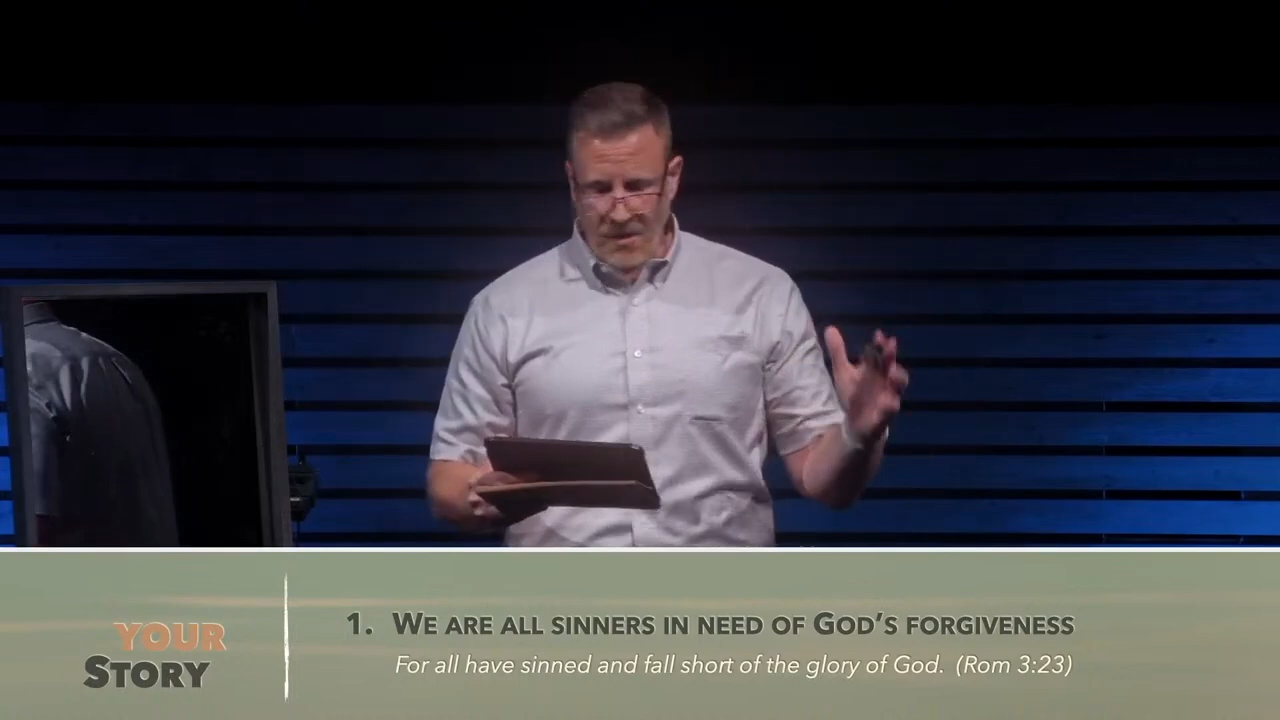 YOUR
STORY
1. WE ARE ALL SINNERS IN NEED OF GOD'S FORGIVENESS
For all have sinned and fall short of the glory of God. (Rom 3:23)